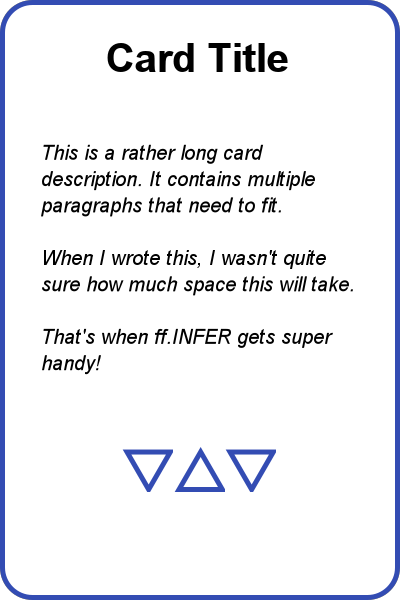 Card Title
This is a rather long card
description. It contains multiple
paragraphs that need to fit.
When I wrote this, I wasn't quite
sure how much space this will take.
That's when ff.INFER gets super
handy!